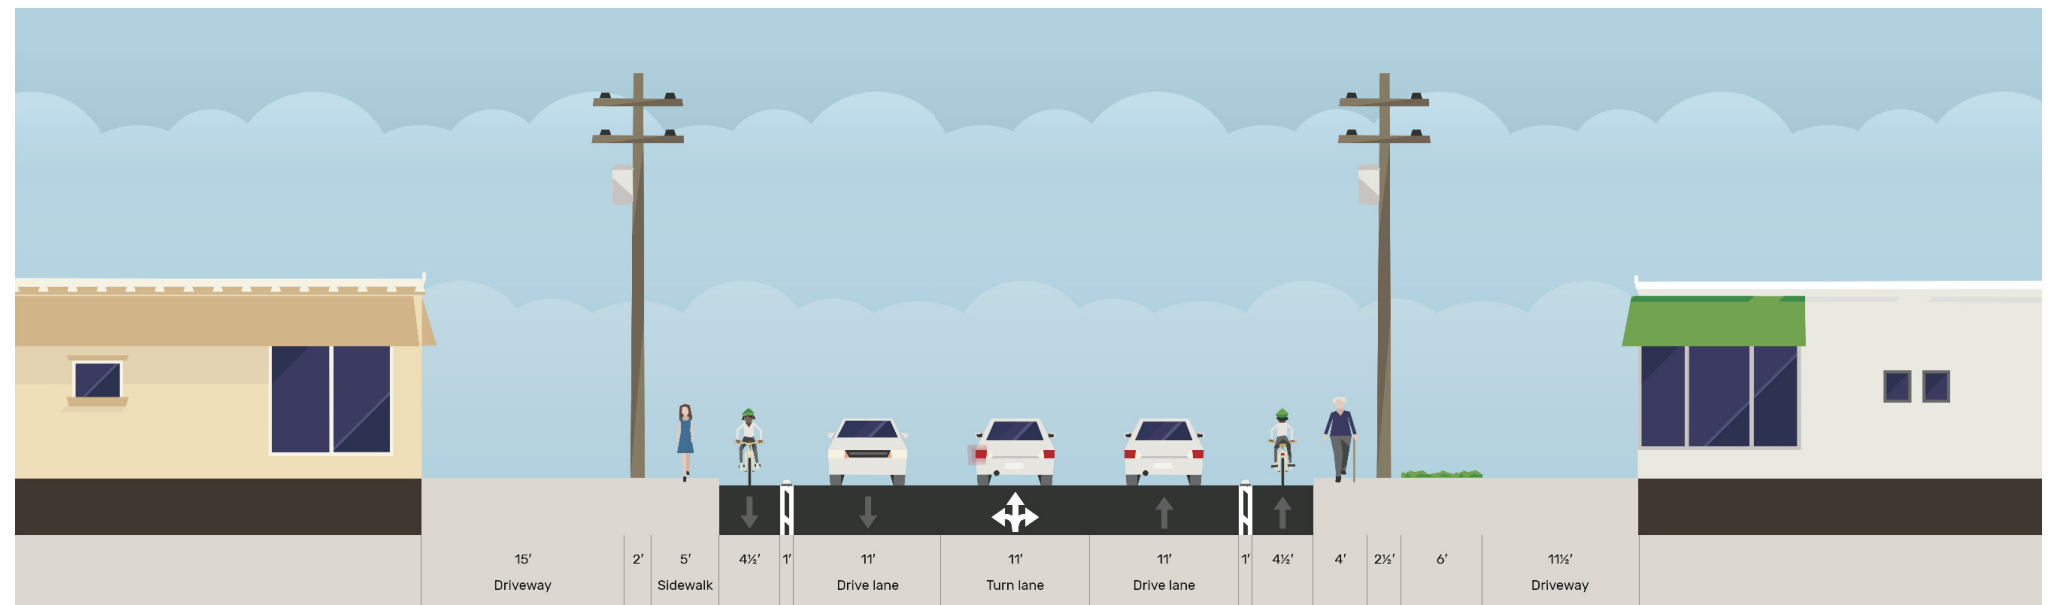 15′ 2′ 5′ 4½′ 1′ 11′ 11′ 11′ 1′ 4½′ 4′ 2½′ 6′ 11½′
Driveway Sidewalk Drive lane Turn lane Drive lane Driveway